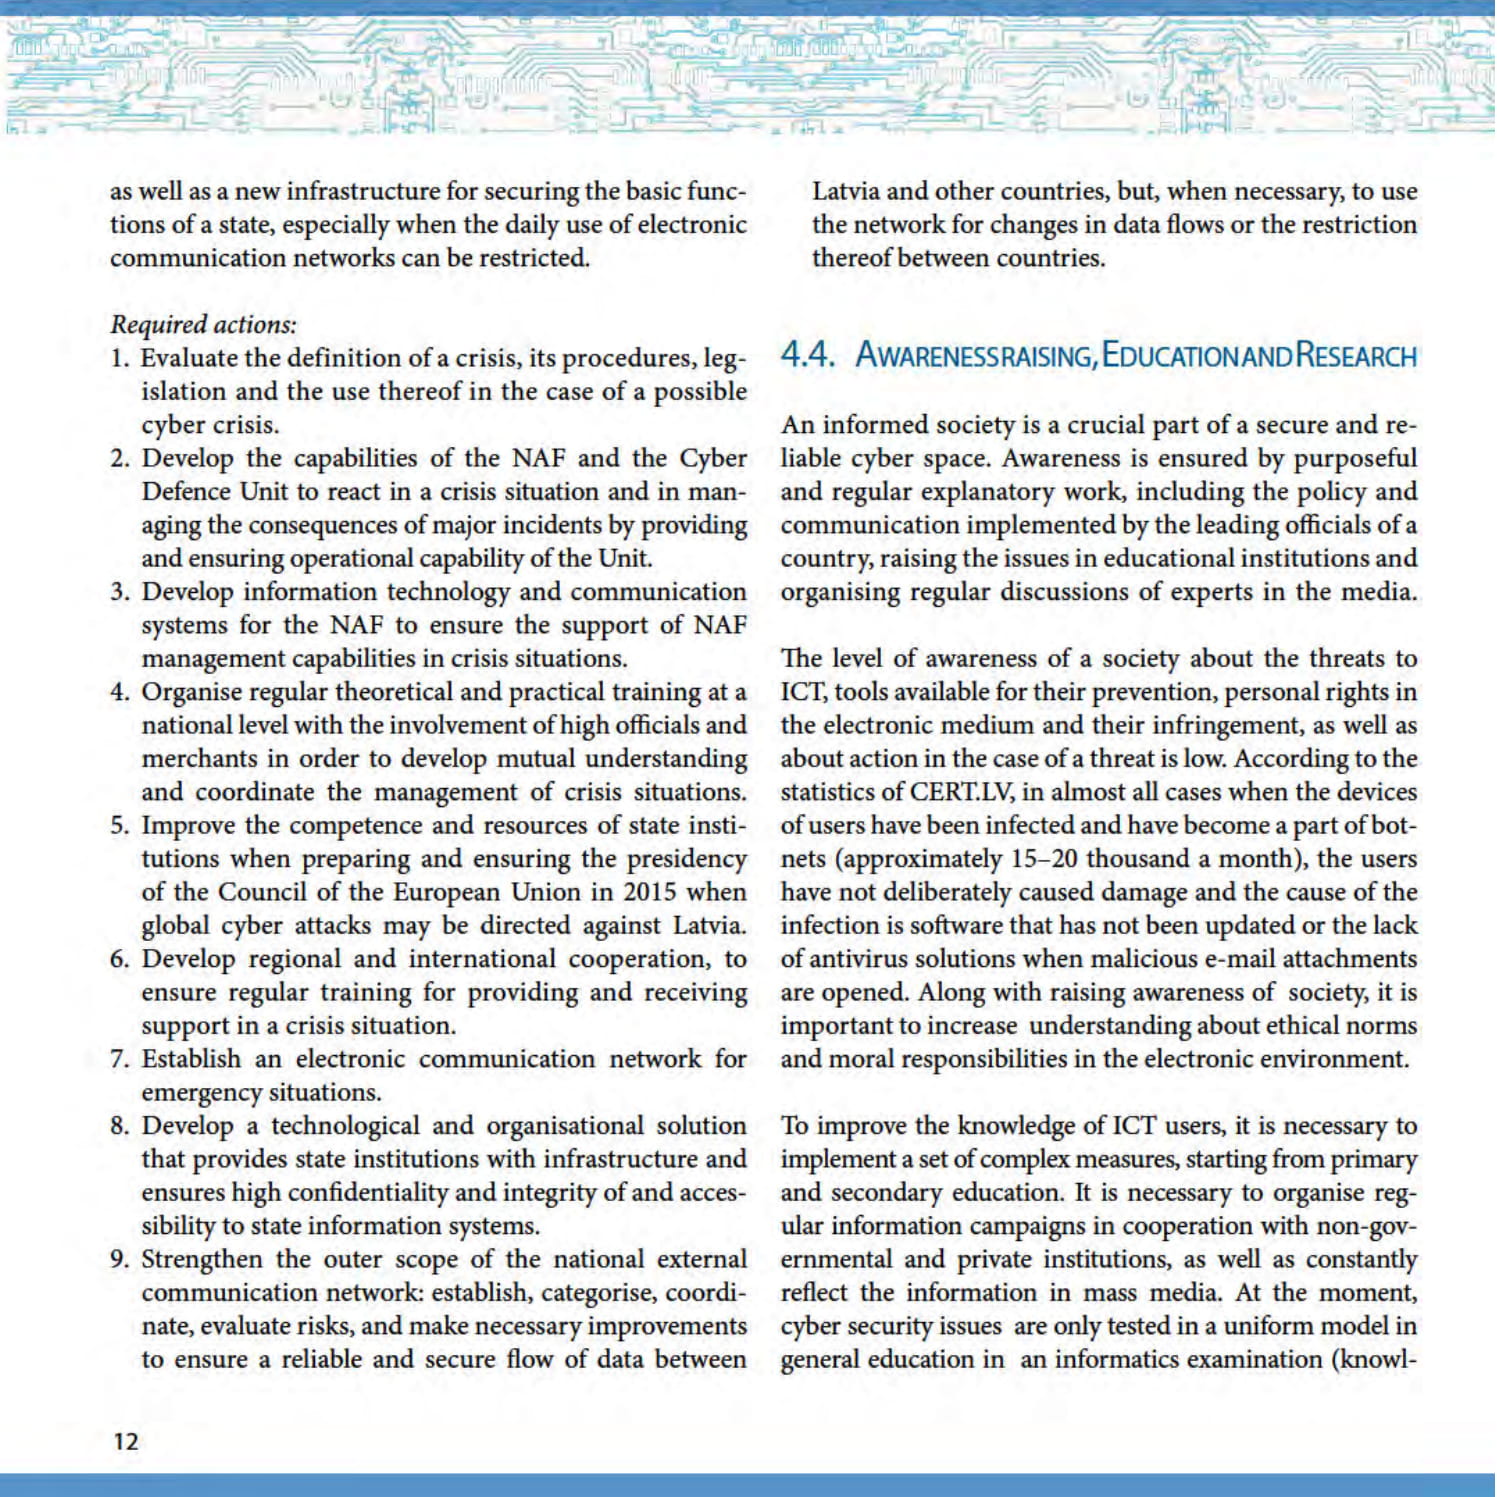 as well as a new infrastructure for securing the basic func-
tions of a state, especially when the daily use of electronic
communication networks can be restricted.
Required actions:
1. Evaluate the definition of a crisis, its procedures, leg-
islation and the use thereof in the case of a possible
cyber crisis.
2. Develop the capabilities of the NAF and the Cyber
Defence Unit to react in a crisis situation and in man-
aging the consequences of major incidents by providing
and ensuring operational capability of the Unit.
3. Develop information technology and communication
systems for the NAF to ensure the support of NAF
management capabilities in crisis situations.
4. Organise regular theoretical and practical training at a
national level with the involvement of high officials and
merchants in order to develop mutual understanding
and coordinate the management of crisis situations.
5. Improve the competence and resources of state insti-
tutions when preparing and ensuring the presidency
of the Council of the European Union in 2015 when
global cyber attacks may be directed against Latvia.
6. Develop regional and international cooperation, to
ensure regular training for providing and receiving
support in a crisis situation.
7. Establish an electronic communication network for
emergency situations.
8. Develop a technological and organisational solution
that provides state institutions with infrastructure and
ensures high confidentiality and integrity of and acces-
sibility to state information systems.
9. Strengthen the outer scope of the national external
communication network: establish, categorise, coordi-
nate, evaluate risks, and make necessary improvements
to ensure a reliable and secure flow of data between
Latvia and other countries, but, when necessary, to use
the network for changes in data flows or the restriction
thereof between countries.
4.4. AWARENESS RAISING, EDUCATION AND RESEARCH
An informed society is a crucial part of a secure and re-
liable cyber space. Awareness is ensured by purposeful
and regular explanatory work, including the policy and
communication implemented by the leading officials of a
country, raising the issues in educational institutions and
organising regular discussions of experts in the media.
The level of awareness of a society about the threats to
ICT, tools available for their prevention, personal rights in
the electronic medium and their infringement, as well as
about action in the case of a threat is low. According to the
statistics of CERT.LV, in almost all cases when the devices
of users have been infected and have become a part of bot-
nets (approximately 15–20 thousand a month), the users
have not deliberately caused damage and the cause of the
infection is software that has not been updated or the lack
of antivirus solutions when malicious e-mail attachments
are opened. Along with raising awareness of society, it is
important to increase understanding about ethical norms
and moral responsibilities in the electronic environment.
To improve the knowledge of ICT users, it is necessary to
implement a set of complex measures, starting from primary
and secondary education. It is necessary to organise reg-
ular information campaigns in cooperation with non-gov-
ernmental and private institutions, as well as constantly
reflect the information in mass media. At the moment,
cyber security issues are only tested in a uniform model in
general education in an informatics examination (knowl-
12